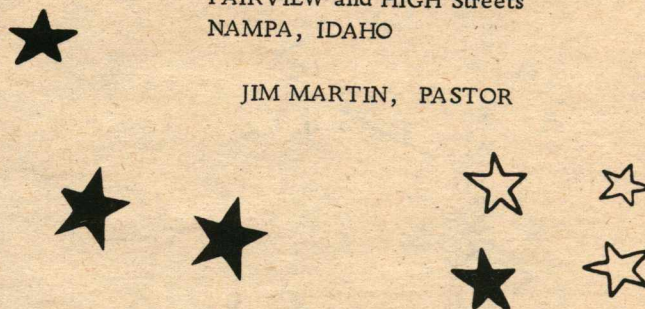 FAIRVIEW and HIGH Streets
NAMPA, IDAHO
JIM MARTIN, PASTOR